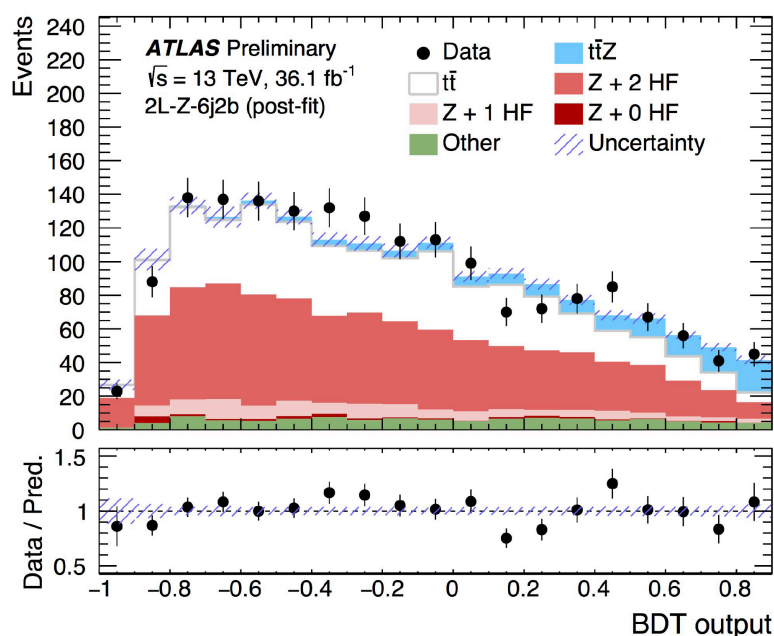 Events
240
220
200
180
160
140
120
100
80
60
40
20
0
ATLAS Preliminary
√s = 13 TeV, 36.1 fb⁻¹
2L-Z-6j2b (post-fit)
Data
tt̄Z
tt̄
Z + 2 HF
Z + 1 HF
Z + 0 HF
Other
Uncertainty
Data / Pred.
1.5
1
0.5
−1 −0.8 −0.6 −0.4 −0.2 0 0.2 0.4 0.6 0.8
BDT output